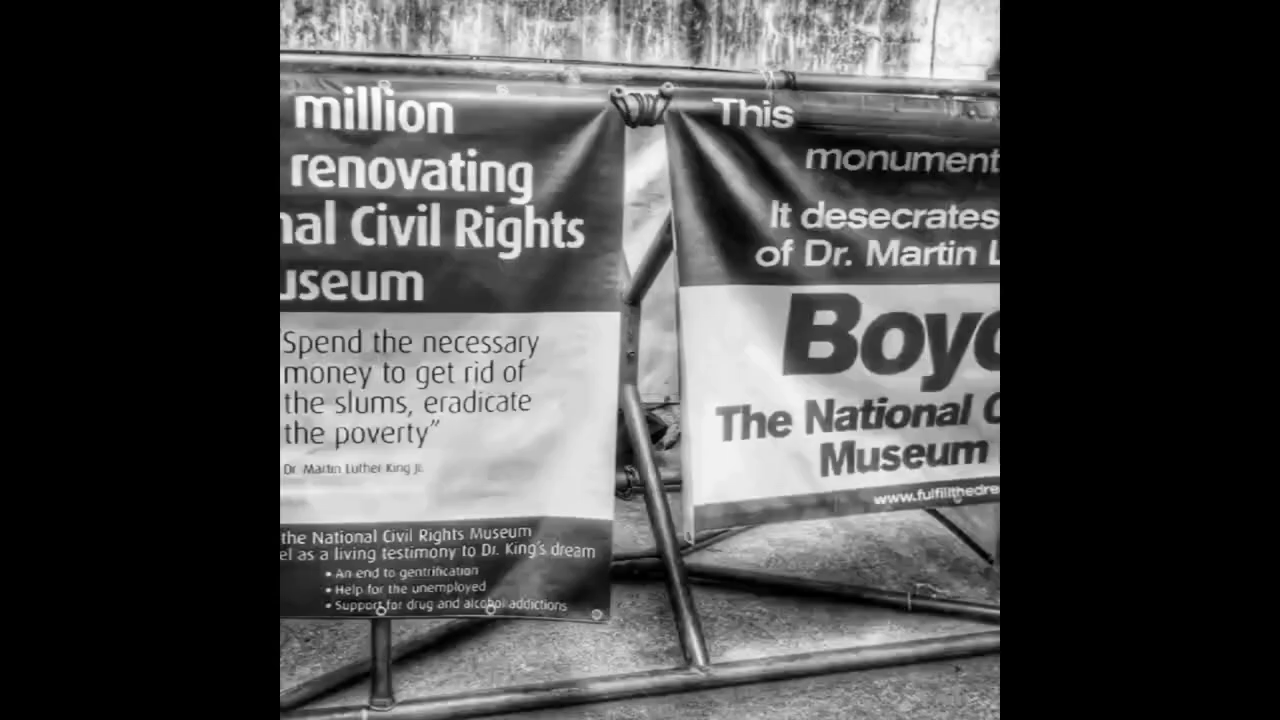 million
renovating
nal Civil Rights
useum
"Spend the necessary
money to get rid of
the slums, eradicate
the poverty"
Dr. Martin Luther King Jr.
the National Civil Rights Museum
el as a living testimony to Dr. King's dream
• An end to gentrification
• Help for the unemployed
• Support for drug and alcohol addictions
This
monument
It desecrates
of Dr. Martin L
Boyc
The National C
Museum
www.fulfillthedre